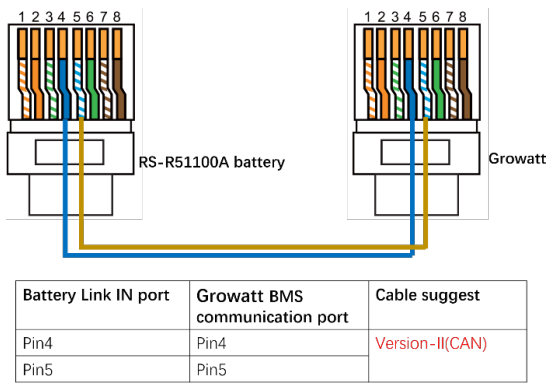 1 2 3 4 5 6 7 8
1 2 3 4 5 6 7 8
RS-R51100A battery
Growatt
Battery Link IN port
Growatt BMS
communication port
Cable suggest
Pin4
Pin4
Version-II(CAN)
Pin5
Pin5